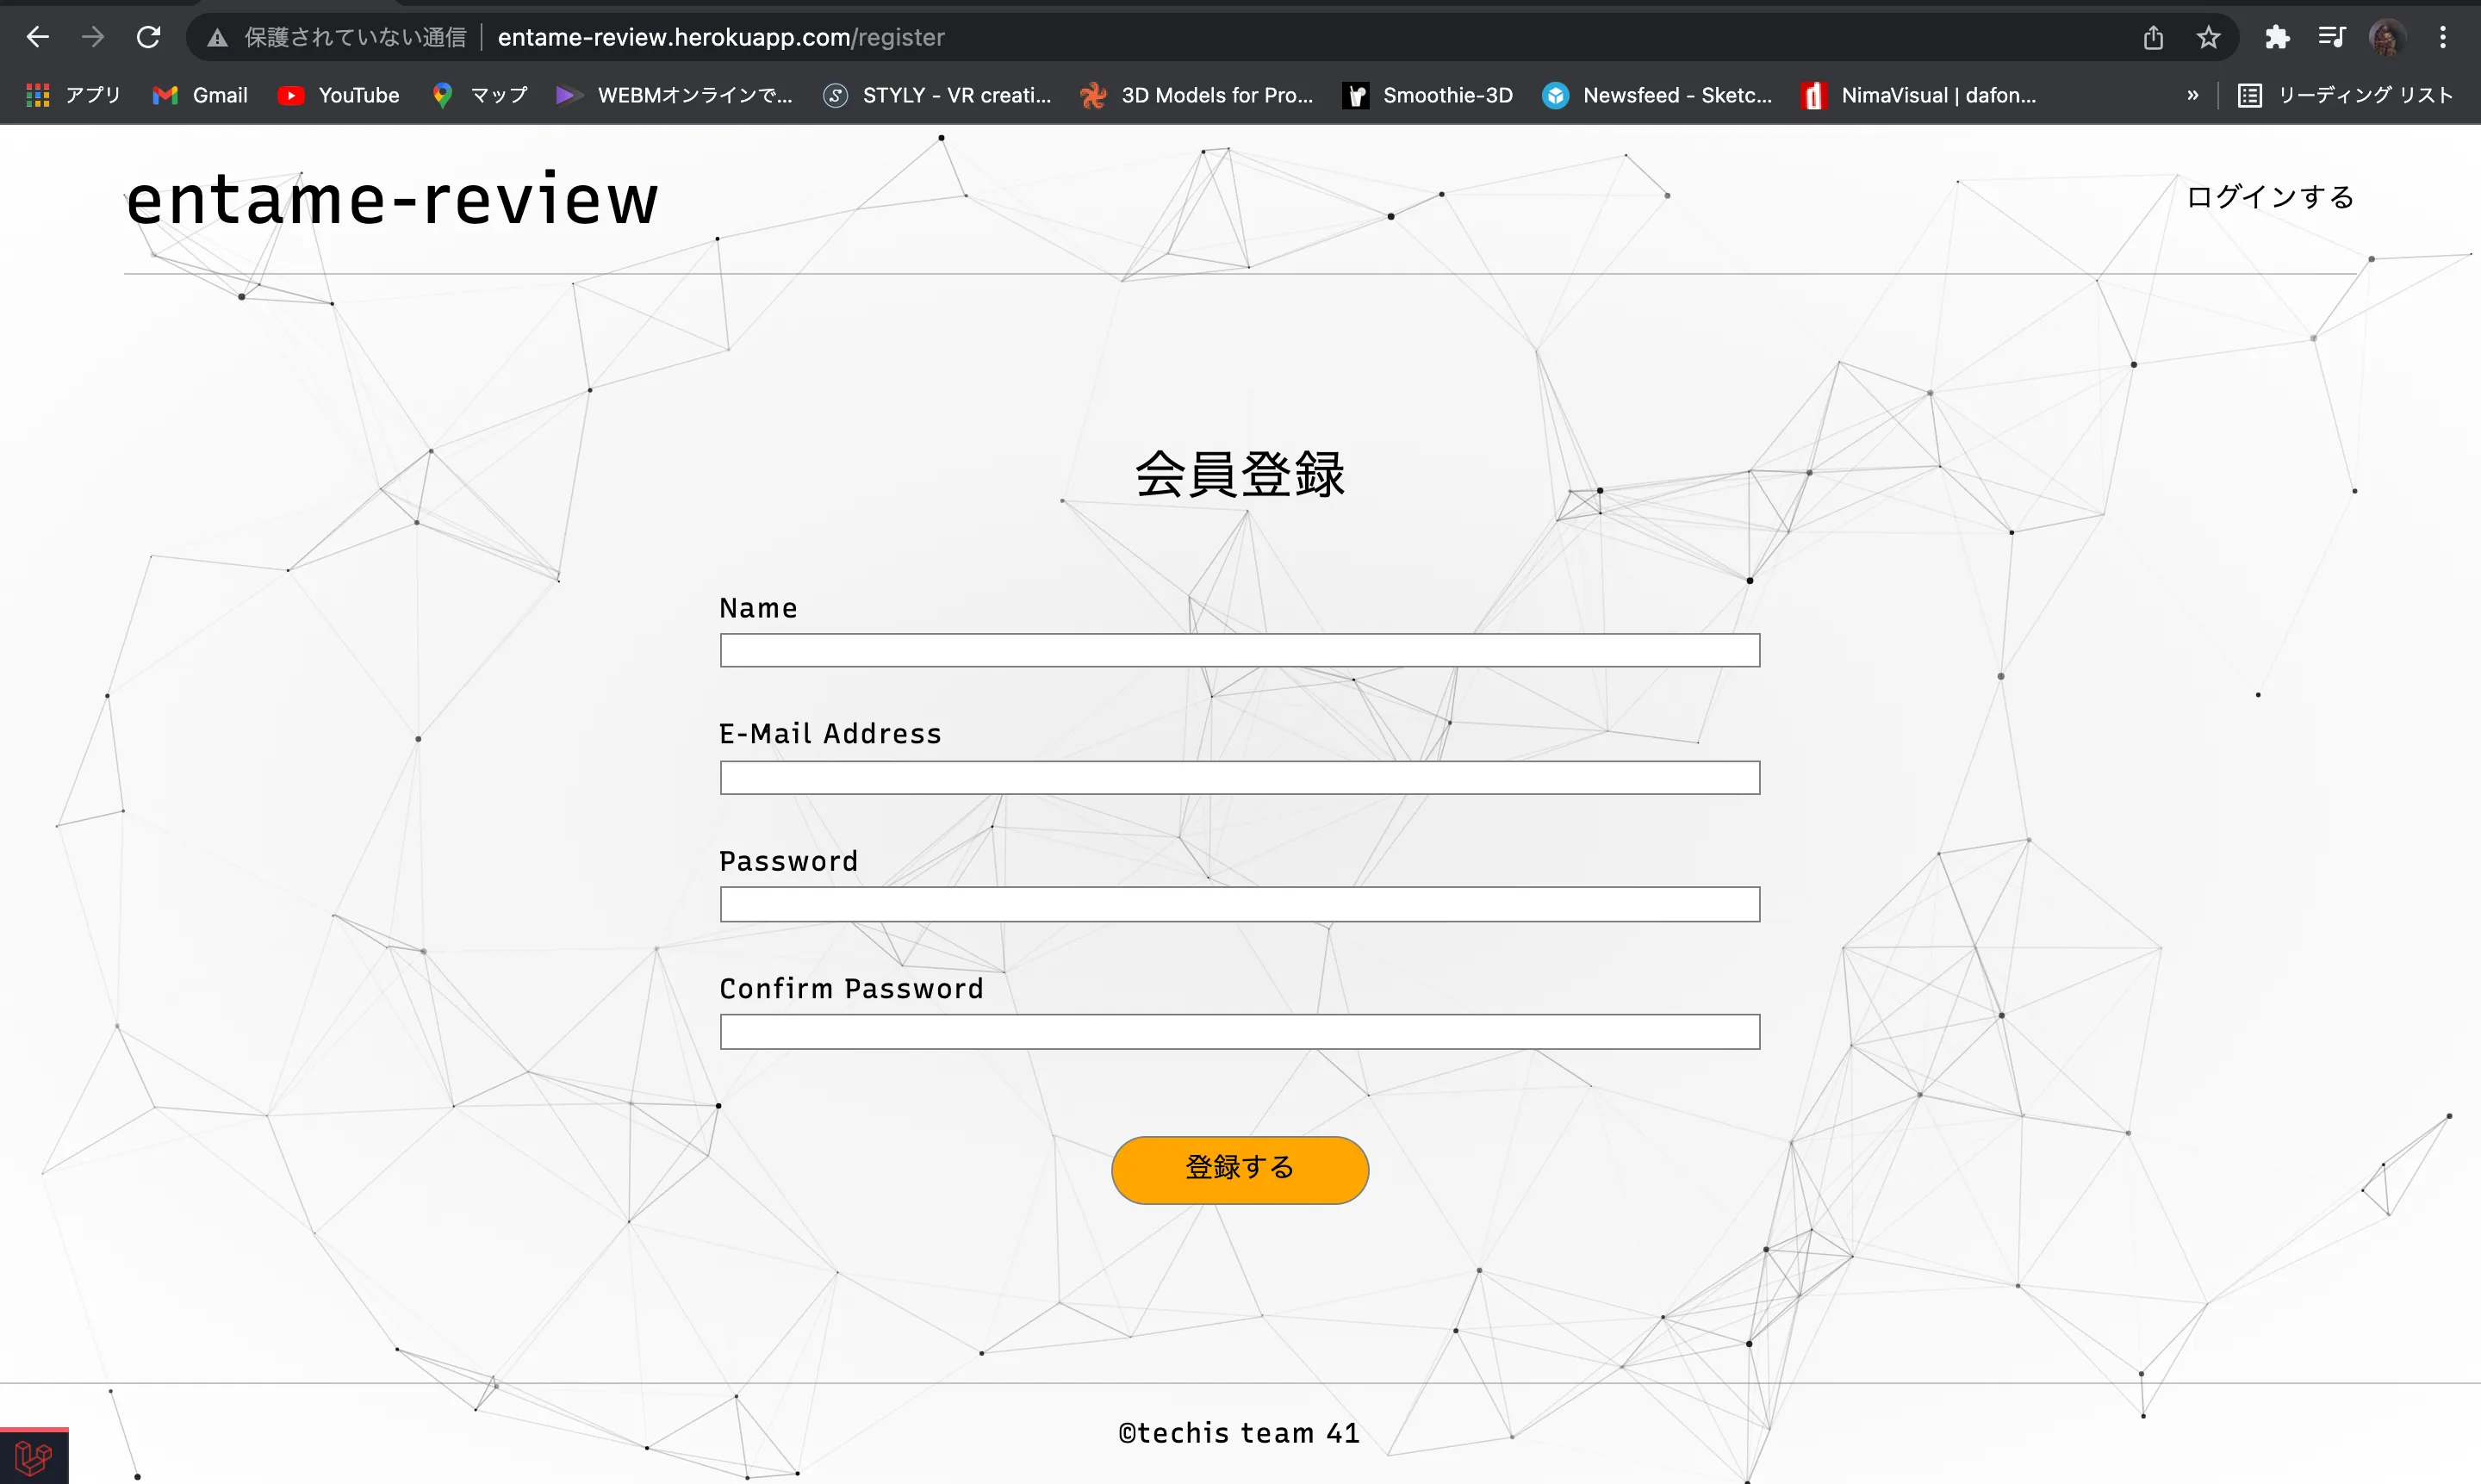 保護されていない通信 entame-review.herokuapp.com/register
アプリ Gmail YouTube マップ WEBMオンラインで... STYLY - VR creati... 3D Models for Pro... Smoothie-3D Newsfeed - Sketc... NimaVisual | dafon... » リーディング リスト
entame-review ログインする
会員登録
Name
E-Mail Address
Password
Confirm Password
登録する
©techis team 41